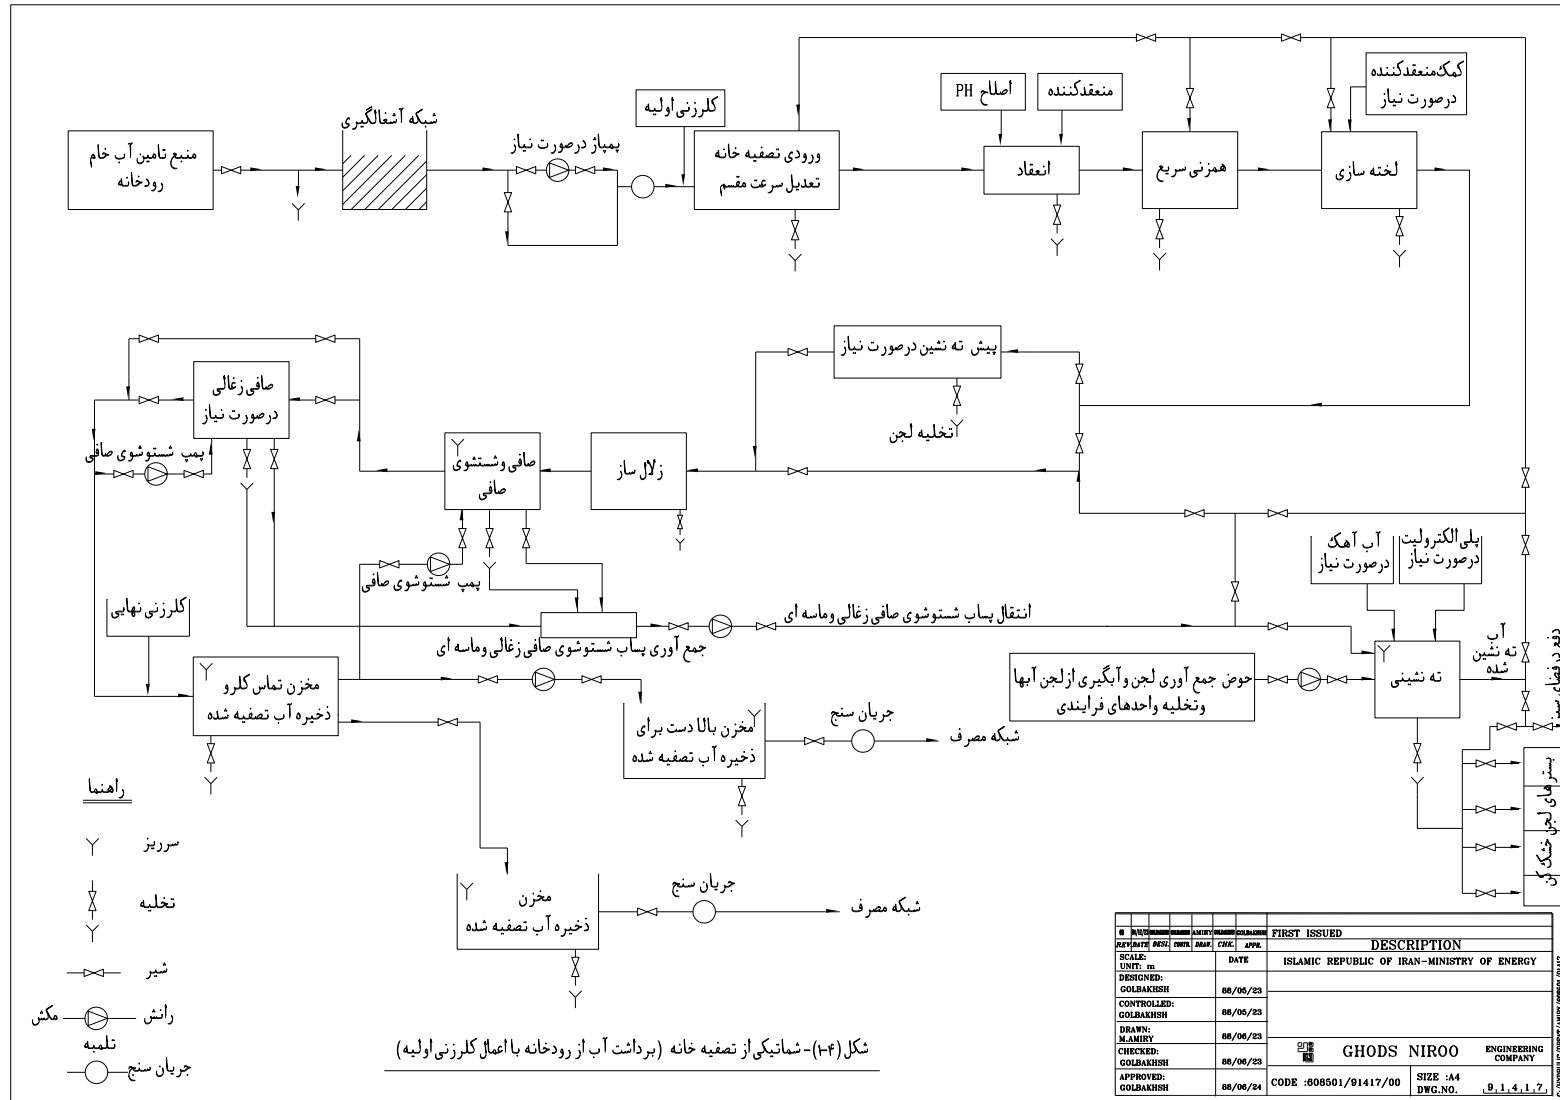 کمک منعقدکننده
درصورت نیاز
منعقدکننده
اصلاح PH
کلرزنی اولیه
شبکه آشغالگیری
پمپاژ درصورت نیاز
منبع تامین آب خام
رودخانه
ورودی تصفیه خانه
تعدیل سرعت مقسم
انعقاد
همزنی سریع
لخته سازی
پیش ته نشین درصورت نیاز
تخلیه لجن
صافی زغالی
درصورت نیاز
پمپ شستوشوی صافی
صافی وشستشوی
صافی
زلال ساز
پمپ شستوشوی صافی
آب آهک
درصورت نیاز
پلی الکترولیت
درصورت نیاز
کلرزنی نهایی
انتقال پساب شستوشوی صافی زغالی وماسه ای
جمع آوری پساب شستوشوی صافی زغالی وماسه ای
آب
ته نشین
شده
ته نشینی
دفع درفضای سبز
مخزن تماس کلرو
ذخیره آب تصفیه شده
حوض جمع آوری لجن وآبگیری ازلجن آبها
وتخلیه واحدهای فرایندی
مخزن بالا دست برای
ذخیره آب تصفیه شده
جریان سنج
شبکه مصرف
بسترهای لجن خشک کن
مخزن
ذخیره آب تصفیه شده
جریان سنج
شبکه مصرف
راهنما
سرریز
تخلیه
شیر
رانش
مکش
تلمبه
جریان سنج
شکل (۴-۱)- شماتیکی از تصفیه خانه (برداشت آب از رودخانه با اعمال کلرزنی اولیه)
AMIRY FIRST ISSUED
REV. DATE DESI. CONTR. DRAW. CHK. APPR. DESCRIPTION
SCALE:
UNIT: m
DATE
ISLAMIC REPUBLIC OF IRAN-MINISTRY OF ENERGY
DESIGNED:
GOLBAKHSH 88/05/23
CONTROLLED:
GOLBAKHSH 88/05/23
DRAWN:
M.AMIRY 88/06/23
CHECKED:
GOLBAKHSH 88/06/23
APPROVED:
GOLBAKHSH 88/06/24
GHODS NIROO
ENGINEERING
COMPANY
CODE :608501/91417/00
SIZE :A4
DWG.NO. 9 1 4 1 7